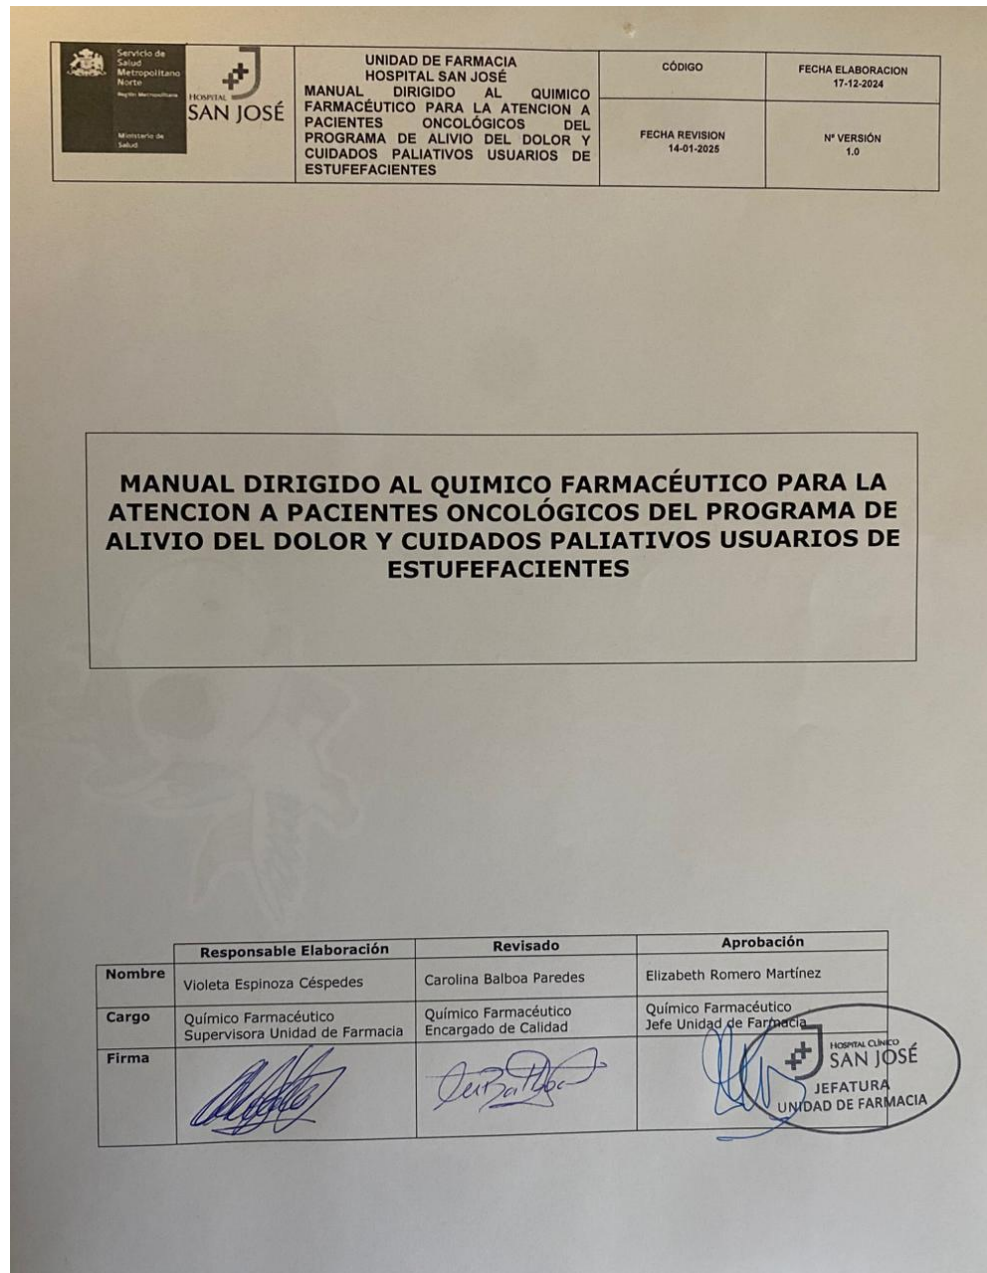 Servicio de
Salud
Metropolitano
Norte
Región Metropolitana
Ministerio de
Salud
HOSPITAL
SAN JOSÉ
UNIDAD DE FARMACIA
HOSPITAL SAN JOSÉ
MANUAL DIRIGIDO AL QUIMICO
FARMACÉUTICO PARA LA ATENCION A
PACIENTES ONCOLÓGICOS DEL
PROGRAMA DE ALIVIO DEL DOLOR Y
CUIDADOS PALIATIVOS USUARIOS DE
ESTUFEFACIENTES
CÓDIGO
FECHA ELABORACION
17-12-2024
FECHA REVISION
14-01-2025
N° VERSIÓN
1.0
MANUAL DIRIGIDO AL QUIMICO FARMACÉUTICO PARA LA
ATENCION A PACIENTES ONCOLÓGICOS DEL PROGRAMA DE
ALIVIO DEL DOLOR Y CUIDADOS PALIATIVOS USUARIOS DE
ESTUFEFACIENTES
Responsable Elaboración
Revisado
Aprobación
Nombre
Violeta Espinoza Céspedes
Carolina Balboa Paredes
Elizabeth Romero Martínez
Cargo
Químico Farmacéutico
Supervisora Unidad de Farmacia
Químico Farmacéutico
Encargado de Calidad
Químico Farmacéutico
Jefe Unidad de Farmacia
Firma
HOSPITAL CLÍNICO
SAN JOSÉ
JEFATURA
UNIDAD DE FARMACIA